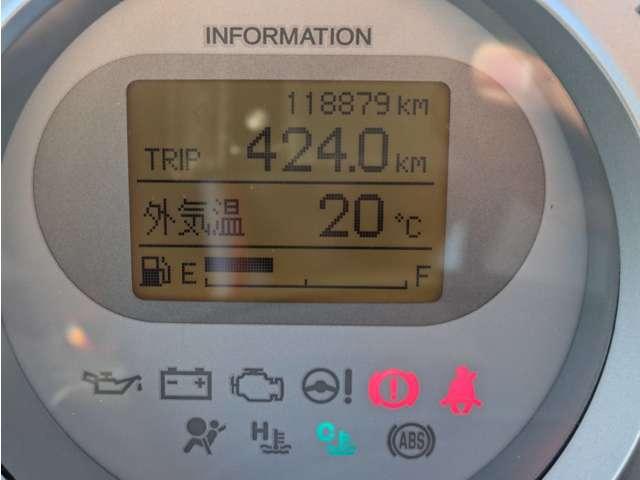 INFORMATION
118879 km
TRIP 424.0 km
外気温 20 °C
E F
!
!
H C ABS